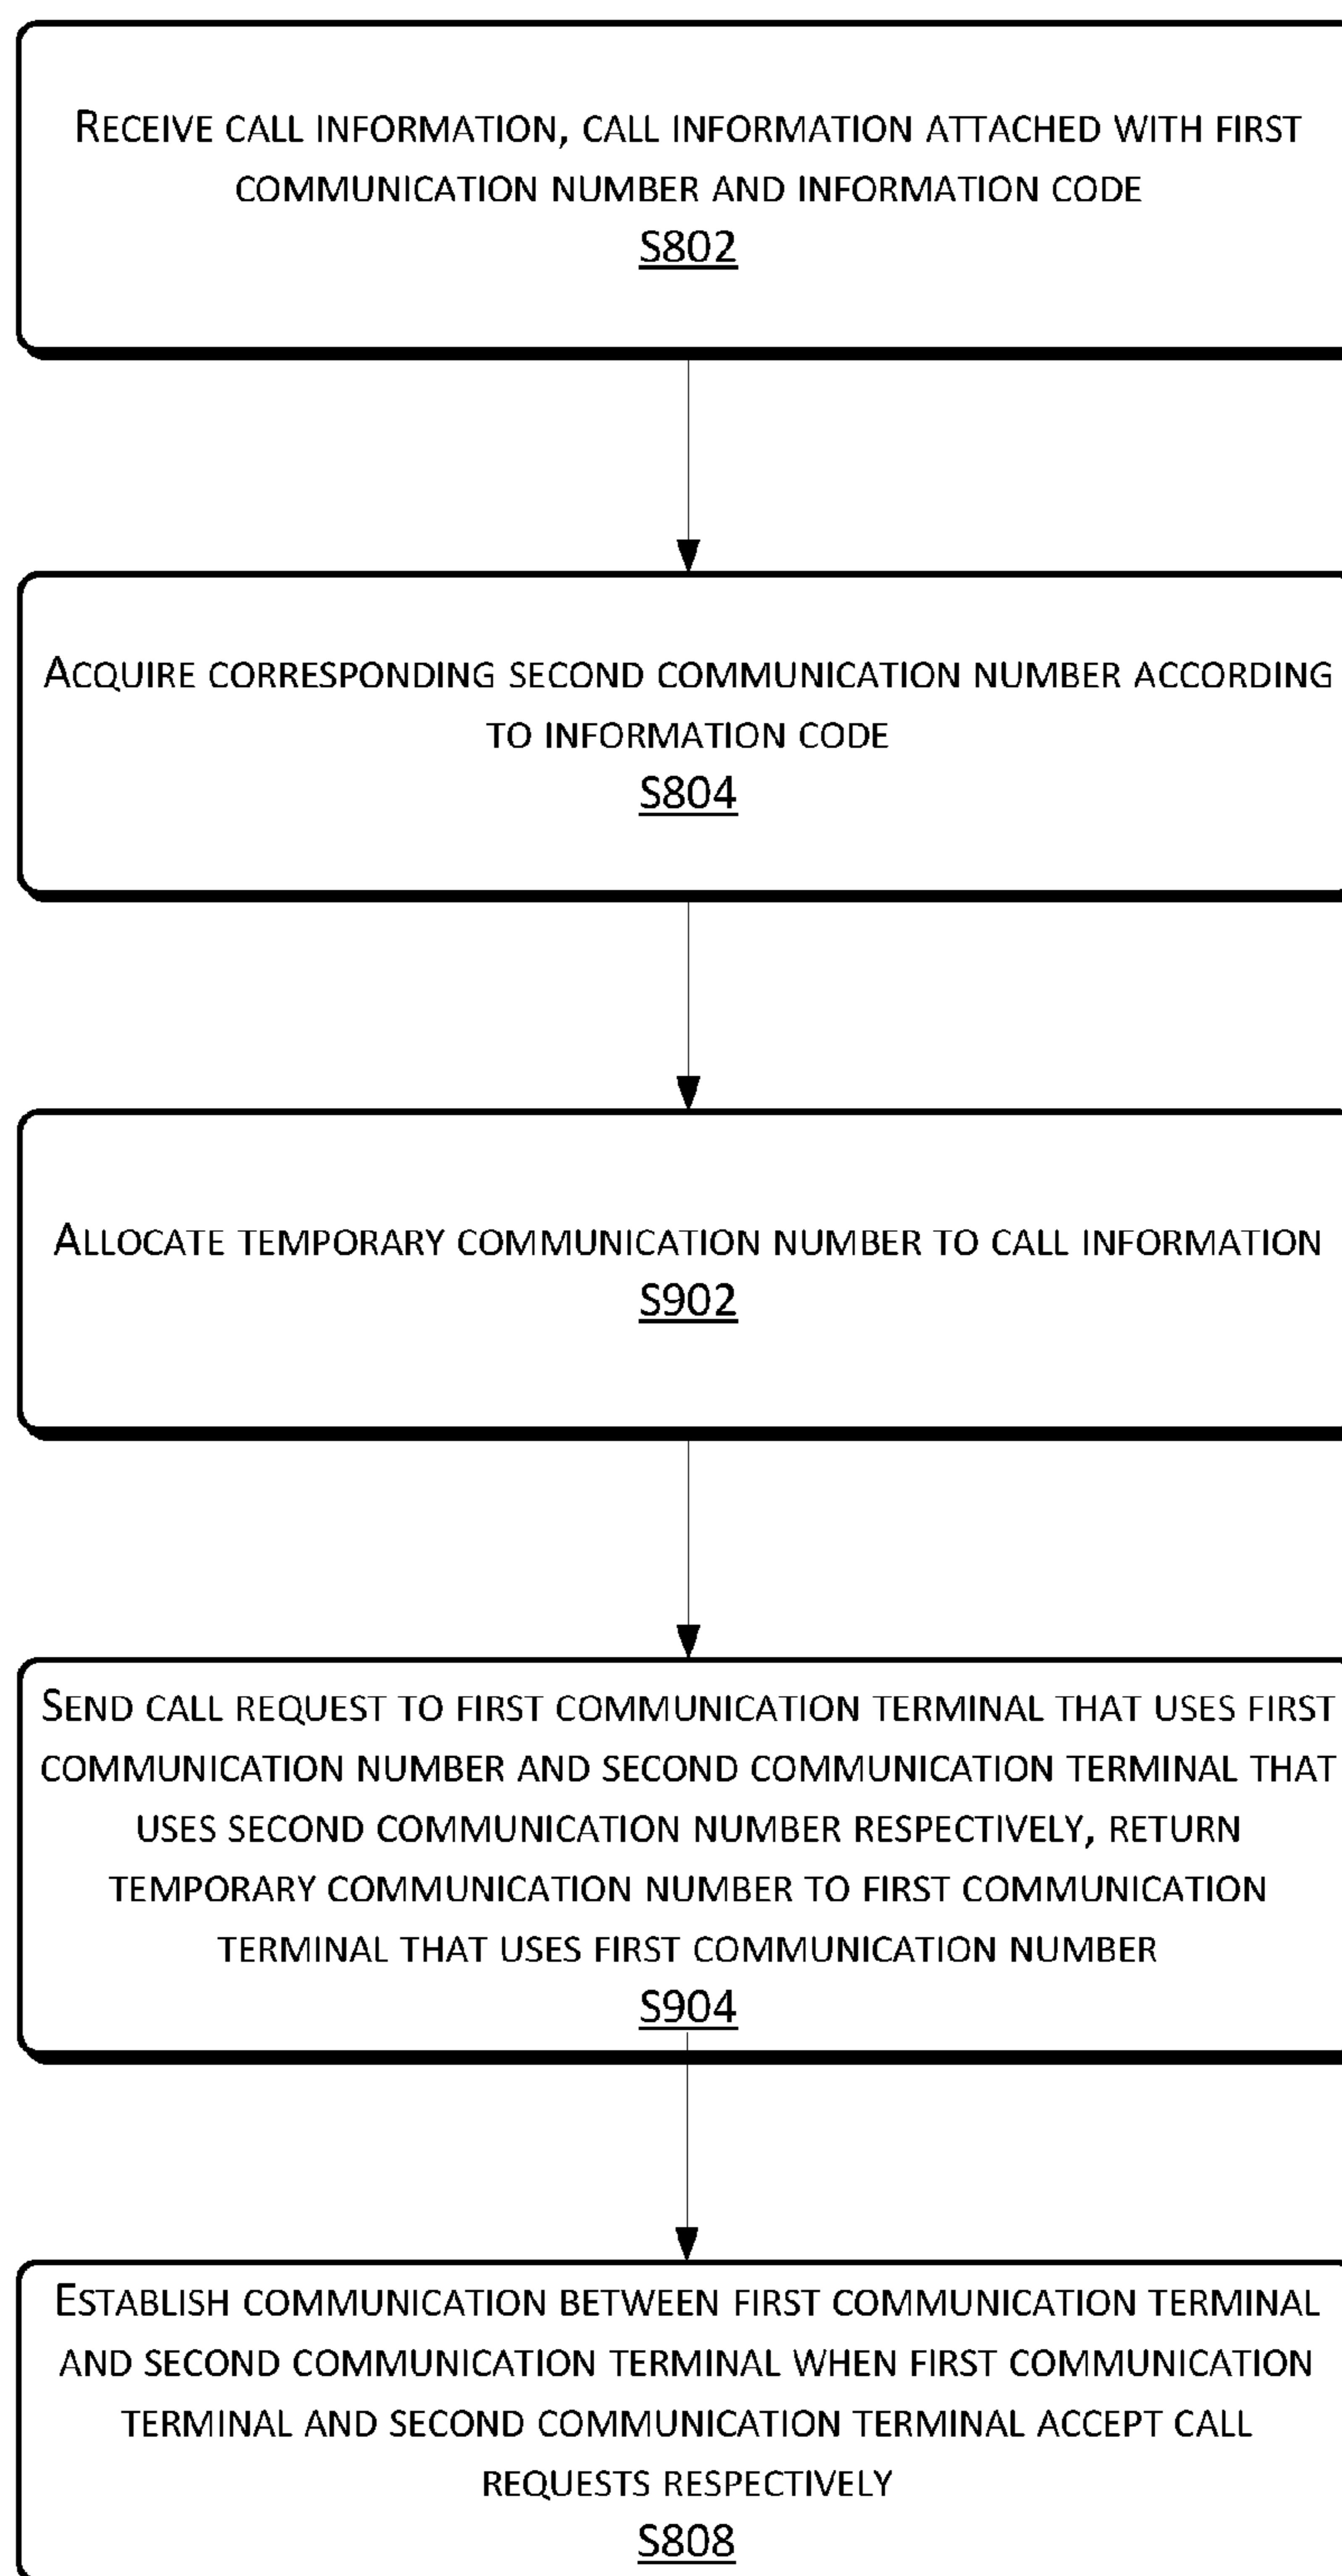 RECEIVE CALL INFORMATION, CALL INFORMATION ATTACHED WITH FIRST
COMMUNICATION NUMBER AND INFORMATION CODE
S802
ACQUIRE CORRESPONDING SECOND COMMUNICATION NUMBER ACCORDING
TO INFORMATION CODE
S804
ALLOCATE TEMPORARY COMMUNICATION NUMBER TO CALL INFORMATION
S902
SEND CALL REQUEST TO FIRST COMMUNICATION TERMINAL THAT USES FIRST
COMMUNICATION NUMBER AND SECOND COMMUNICATION TERMINAL THAT
USES SECOND COMMUNICATION NUMBER RESPECTIVELY, RETURN
TEMPORARY COMMUNICATION NUMBER TO FIRST COMMUNICATION
TERMINAL THAT USES FIRST COMMUNICATION NUMBER
S904
ESTABLISH COMMUNICATION BETWEEN FIRST COMMUNICATION TERMINAL
AND SECOND COMMUNICATION TERMINAL WHEN FIRST COMMUNICATION
TERMINAL AND SECOND COMMUNICATION TERMINAL ACCEPT CALL
REQUESTS RESPECTIVELY
S808